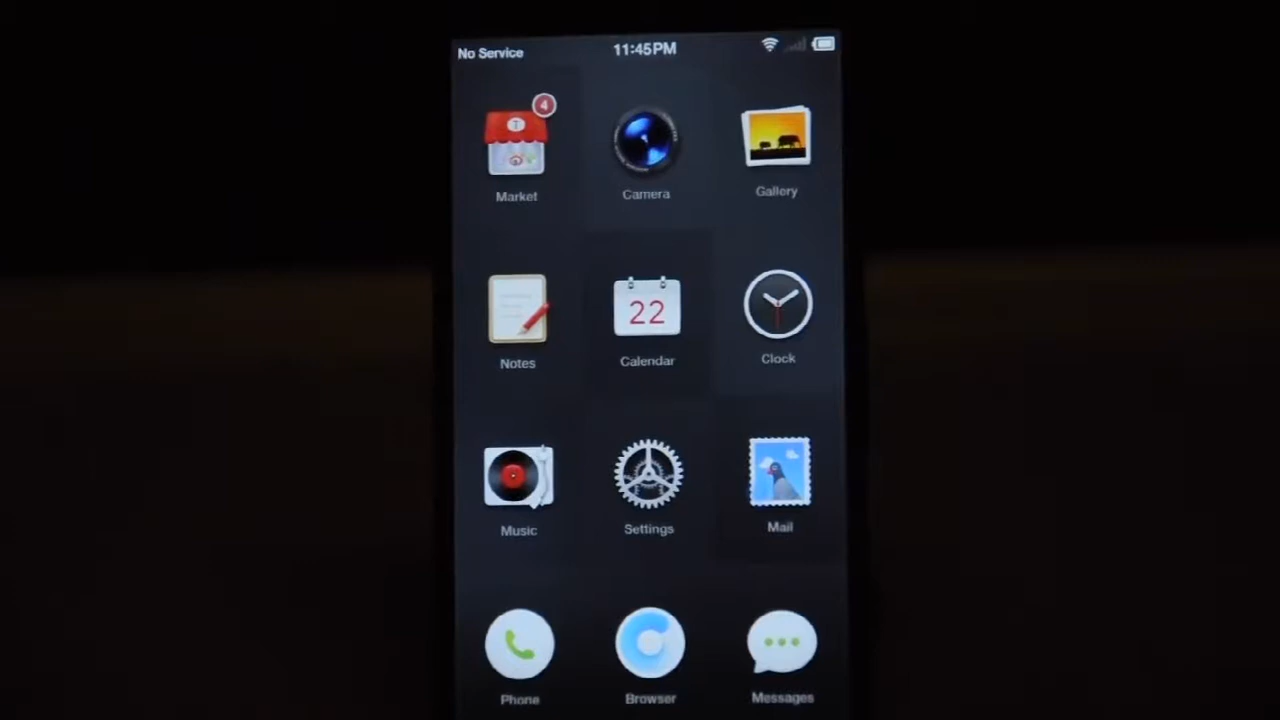 No Service 11:45PM
4
T
Market Camera Gallery
22
Notes Calendar Clock
Music Settings Mail
Phone Browser Messages